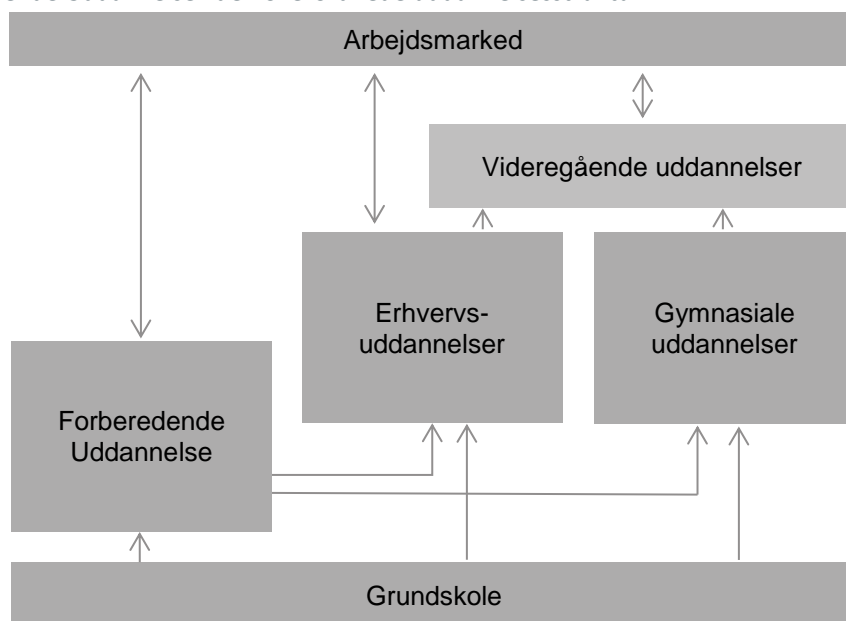 Arbejdsmarked
Videregående uddannelser
Erhvervs-
uddannelser
Gymnasiale
uddannelser
Forberedende
Uddannelse
Grundskole